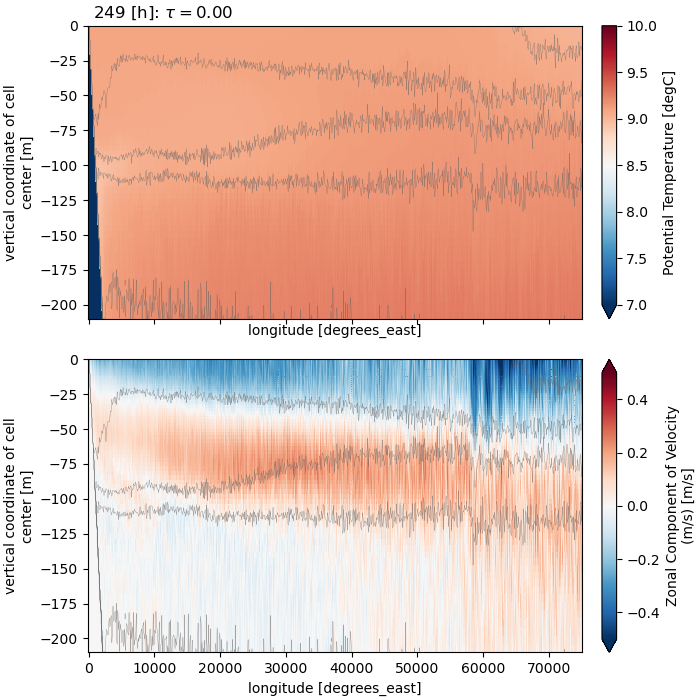 249 [h]: τ = 0.00
0
−25
−50
−75
−100
−125
−150
−175
−200
vertical coordinate of cell
center [m]
longitude [degrees_east]
10.0
9.5
9.0
8.5
8.0
7.5
7.0
Potential Temperature [degC]
0
−25
−50
−75
−100
−125
−150
−175
−200
vertical coordinate of cell
center [m]
0 10000 20000 30000 40000 50000 60000 70000
longitude [degrees_east]
0.4
0.2
0.0
−0.2
−0.4
Zonal Component of Velocity
(m/s) [m/s]